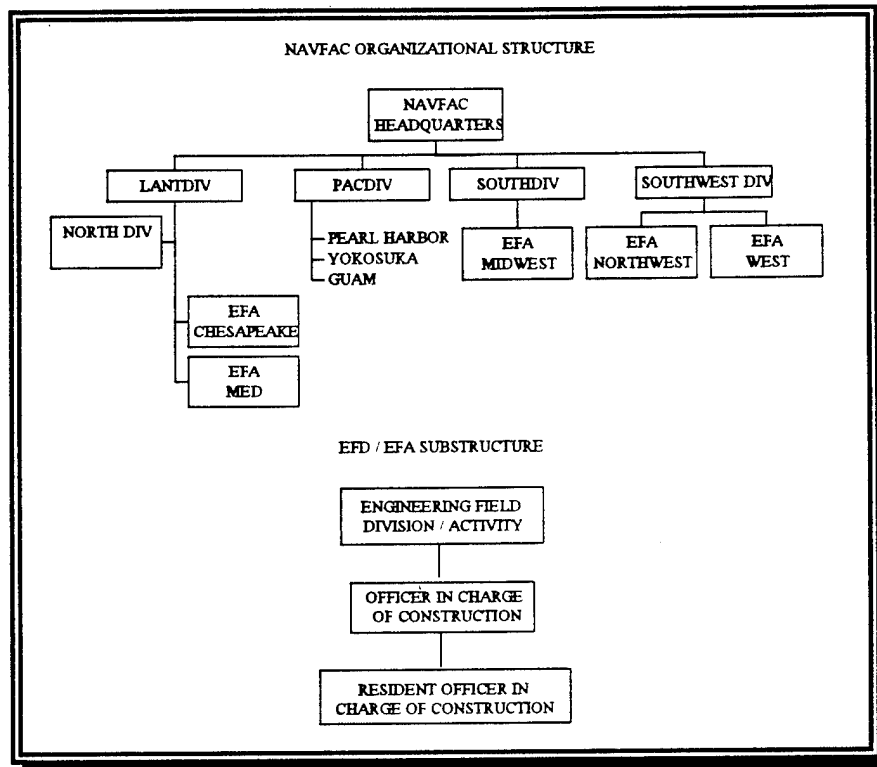 NAVFAC ORGANIZATIONAL STRUCTURE
NAVFAC
HEADQUARTERS
LANTDIV
PACDIV
SOUTHDIV
SOUTHWEST DIV
NORTH DIV
PEARL HARBOR
YOKOSUKA
GUAM
EFA
MIDWEST
EFA
NORTHWEST
EFA
WEST
EFA
CHESAPEAKE
EFA
MED
EFD / EFA SUBSTRUCTURE
ENGINEERING FIELD
DIVISION / ACTIVITY
OFFICER IN CHARGE
OF CONSTRUCTION
RESIDENT OFFICER IN
CHARGE OF CONSTRUCTION